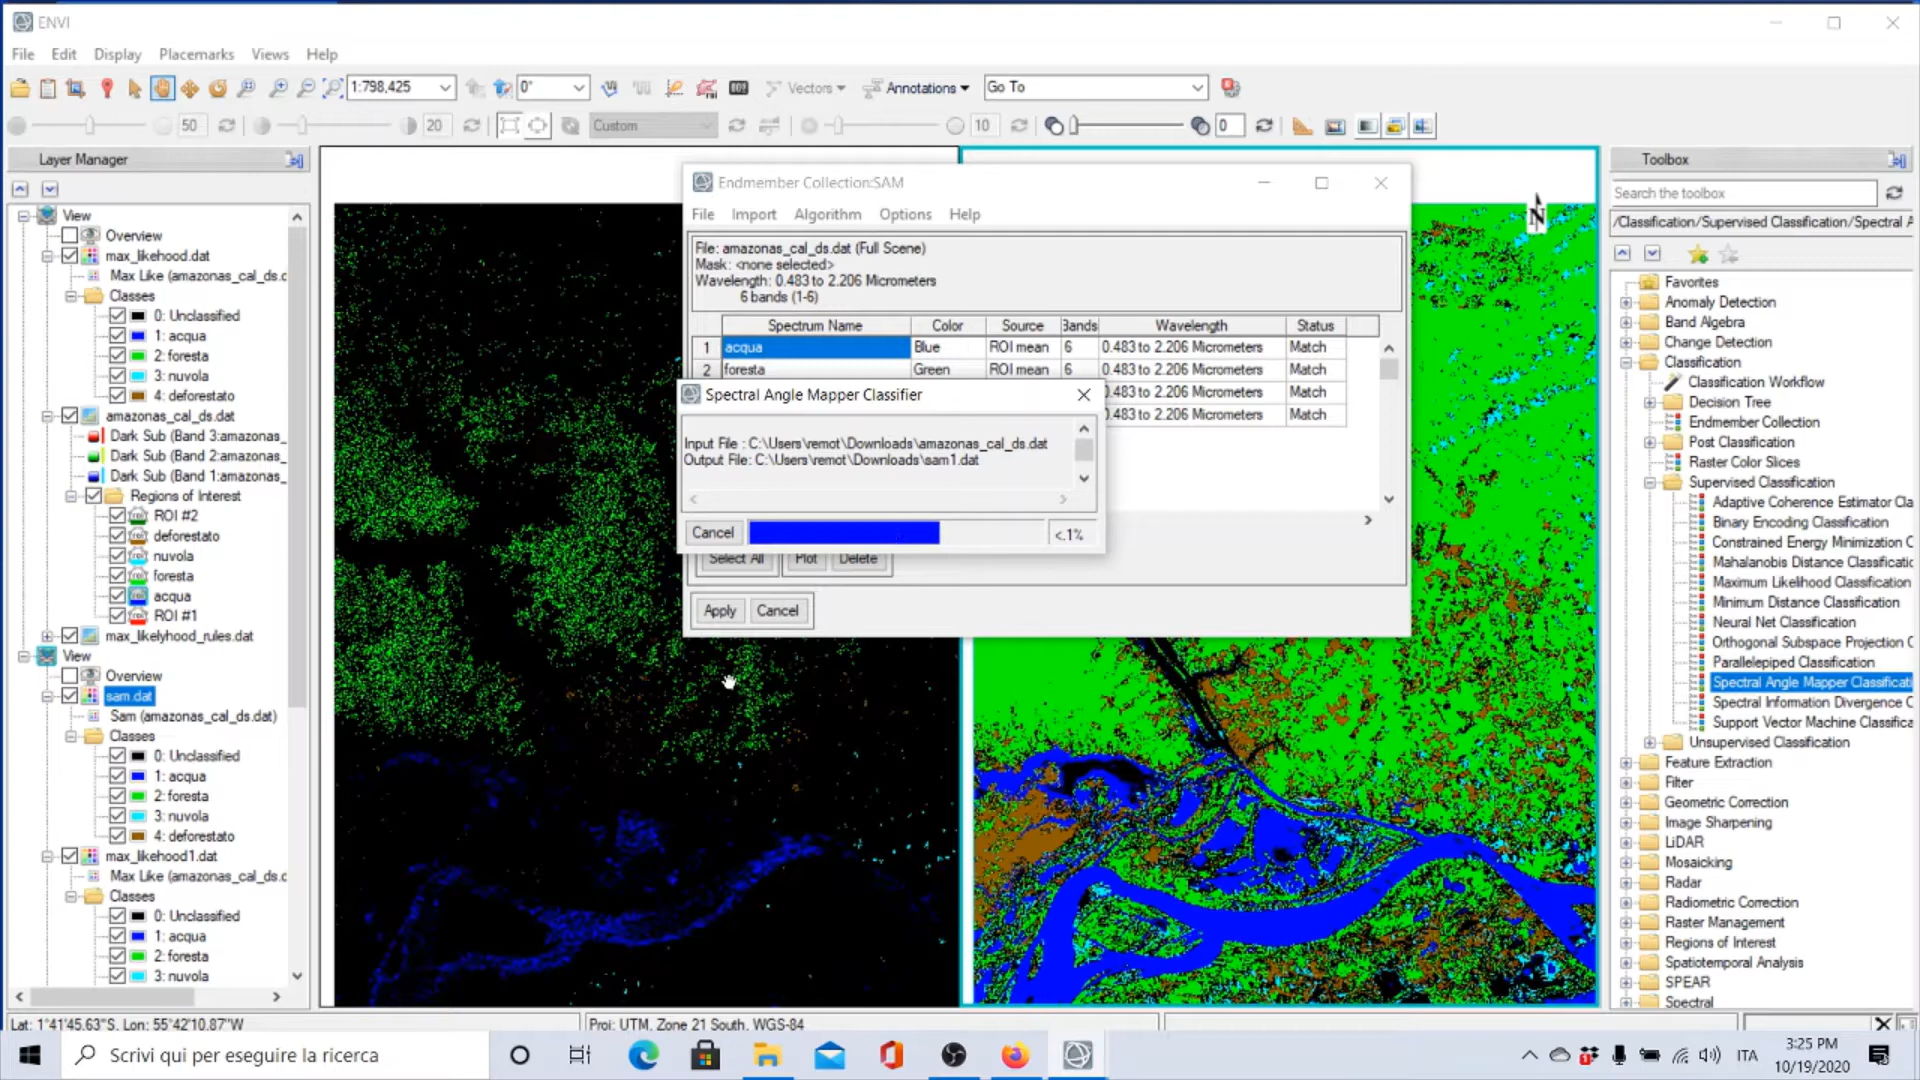 ENVI
File Edit Display Placemarks Views Help
1:798,425 0° Vectors Annotations Go To
50 20 Custom 10 0
Layer Manager
View
Overview
max_likehood.dat
Max Like (amazonas_cal_ds.c
Classes
0: Unclassified
1: acqua
2: foresta
3: nuvola
4: deforestato
amazonas_cal_ds.dat
Dark Sub (Band 3:amazonas_
Dark Sub (Band 2:amazonas_
Dark Sub (Band 1:amazonas_
Regions of Interest
ROI #2
deforestato
nuvola
foresta
acqua
ROI #1
max_likelyhood_rules.dat
View
Overview
sam.dat
Sam (amazonas_cal_ds.dat)
Classes
0: Unclassified
1: acqua
2: foresta
3: nuvola
4: deforestato
max_likehood1.dat
Max Like (amazonas_cal_ds.c
Classes
0: Unclassified
1: acqua
2: foresta
3: nuvola
N
Endmember Collection:SAM
File Import Algorithm Options Help
File: amazonas_cal_ds.dat (Full Scene)
Mask: <none selected>
Wavelength: 0.483 to 2.206 Micrometers
6 bands (1-6)
Spectrum Name Color Source Bands Wavelength Status
1 acqua Blue ROI mean 6 0.483 to 2.206 Micrometers Match
2 foresta Green ROI mean 6 0.483 to 2.206 Micrometers Match
0.483 to 2.206 Micrometers Match
0.483 to 2.206 Micrometers Match
Spectral Angle Mapper Classifier
Input File : C:\Users\remot\Downloads\amazonas_cal_ds.dat
Output File: C:\Users\remot\Downloads\sam1.dat
Cancel <.1%
Select All Plot Delete
Apply Cancel
Toolbox
Search the toolbox
/Classification/Supervised Classification/Spectral A
Favorites
Anomaly Detection
Band Algebra
Change Detection
Classification
Classification Workflow
Decision Tree
Endmember Collection
Post Classification
Raster Color Slices
Supervised Classification
Adaptive Coherence Estimator Cla
Binary Encoding Classification
Constrained Energy Minimization C
Mahalanobis Distance Classificatic
Maximum Likelihood Classification
Minimum Distance Classification
Neural Net Classification
Orthogonal Subspace Projection C
Parallelepiped Classification
Spectral Angle Mapper Classificati
Spectral Information Divergence C
Support Vector Machine Classifica
Unsupervised Classification
Feature Extraction
Filter
Geometric Correction
Image Sharpening
LiDAR
Mosaicking
Radar
Radiometric Correction
Raster Management
Regions of Interest
Spatiotemporal Analysis
SPEAR
Spectral
Lat: 1°41'45.63"S, Lon: 55°42'10.87"W
Proj: UTM, Zone 21 South, WGS-84
Scrivi qui per eseguire la ricerca
ITA
3:25 PM
10/19/2020